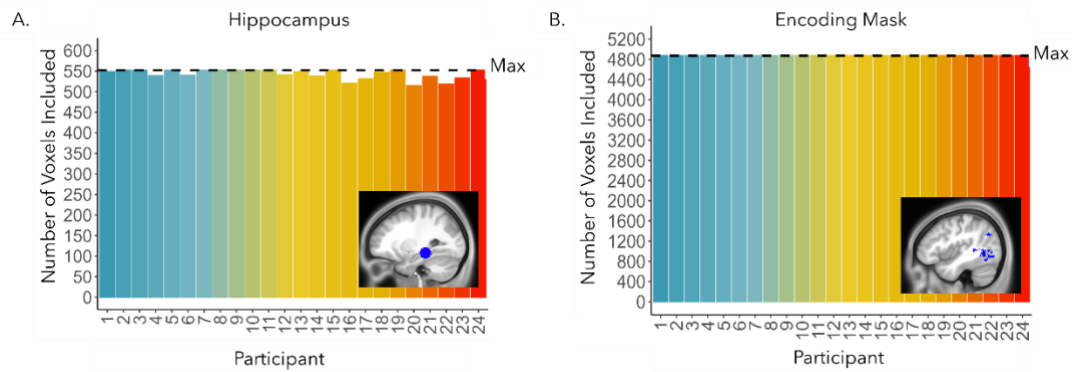 A.
Hippocampus
Number of Voxels Included
600
550
500
450
400
350
300
250
200
150
100
50
0
Max
1 2 3 4 5 6 7 8 9 10 11 12 13 14 15 16 17 18 19 20 21 22 23 24
Participant
B.
Encoding Mask
Number of Voxels Included
5200
4800
4400
4000
3600
3200
2800
2400
2000
1600
1200
800
400
0
Max
1 2 3 4 5 6 7 8 9 10 11 12 13 14 15 16 17 18 19 20 21 22 23 24
Participant